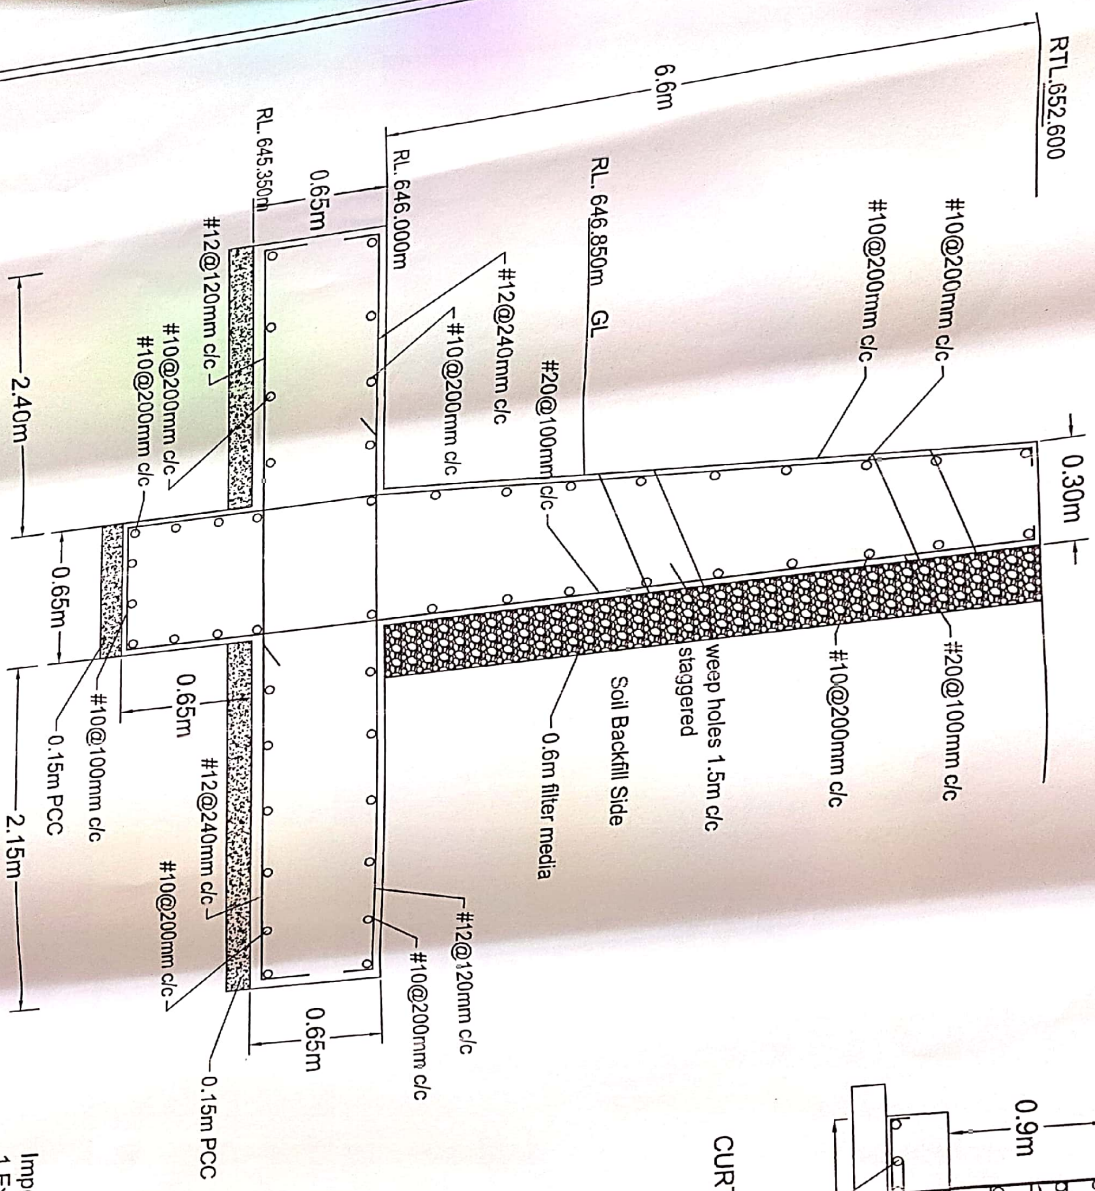 RTL.652.600
6.6m
#10@200mm c/c
#10@200mm c/c
0.30m
RL. 646.850m GL
RL. 646.000m
0.65m
RL. 645.350m
#12@240mm c/c
#10@200mm c/c
#20@100mm c/c
#12@120mm c/c
#10@200mm c/c
#10@200mm c/c
2.40m
0.65m
2.15m
#20@100mm c/c
#10@200mm c/c
weep holes 1.5m c/c
staggered
Soil Backfill Side
0.6m filter media
0.65m
#10@100mm c/c
0.15m PCC
#12@240mm c/c
#10@200mm c/c
#12@120mm c/c
#10@200mm c/c
0.65m
0.15m PCC
0.9m